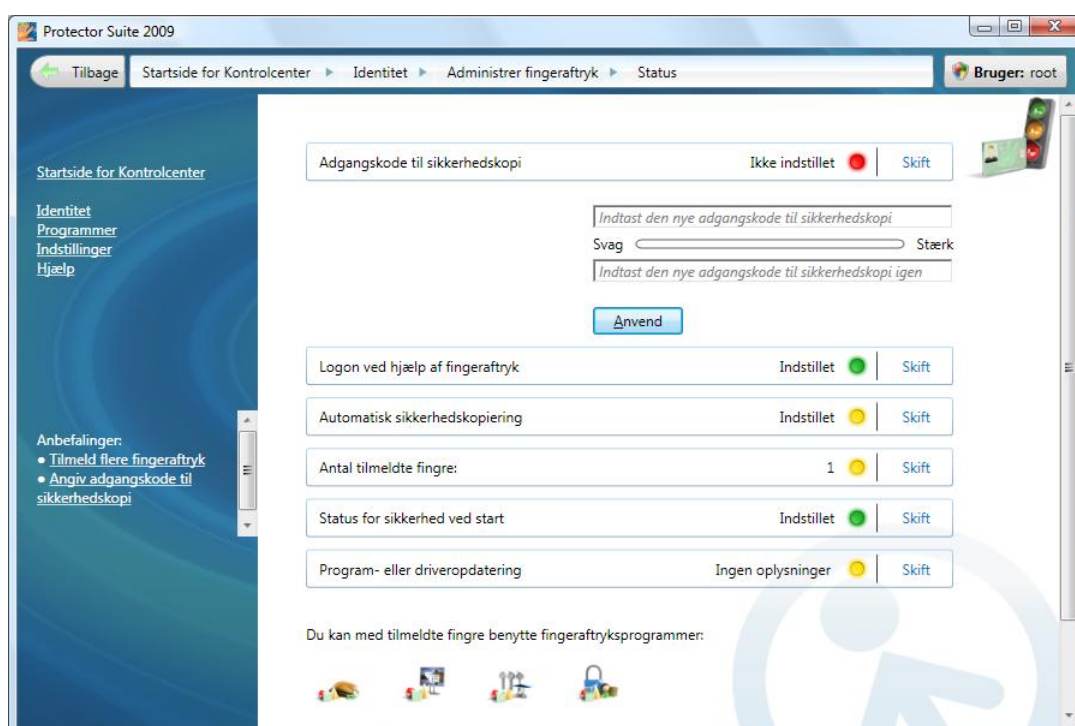 Protector Suite 2009
Tilbage
Startside for Kontrolcenter
Identitet
Administrer fingeraftryk
Status
Bruger: root
Startside for Kontrolcenter
Identitet
Programmer
Indstillinger
Hjælp
Anbefalinger:
• Tilmeld flere fingeraftryk
• Angiv adgangskode til
sikkerhedskopi
Adgangskode til sikkerhedskopi Ikke indstillet Skift
Indtast den nye adgangskode til sikkerhedskopi
Svag Stærk
Indtast den nye adgangskode til sikkerhedskopi igen
Anvend
Logon ved hjælp af fingeraftryk Indstillet Skift
Automatisk sikkerhedskopiering Indstillet Skift
Antal tilmeldte fingre: 1 Skift
Status for sikkerhed ved start Indstillet Skift
Program- eller driveropdatering Ingen oplysninger Skift
Du kan med tilmeldte fingre benytte fingeraftryksprogrammer: